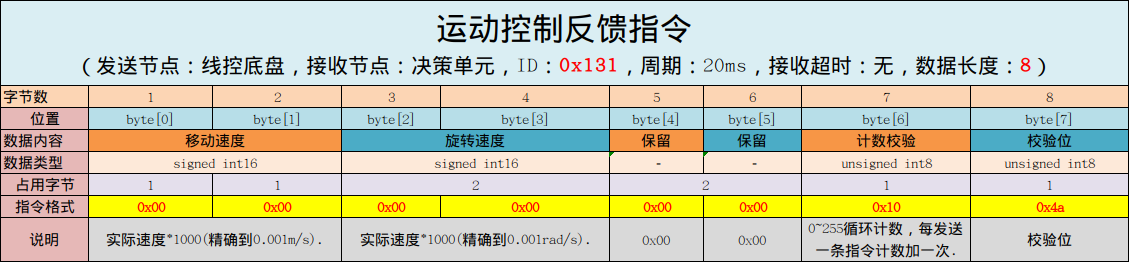 运动控制反馈指令
（发送节点：线控底盘，接收节点：决策单元，ID：0x131，周期：20ms，接收超时：无，数据长度：8）
字节数 1 2 3 4 5 6 7 8
位置 byte[0] byte[1] byte[2] byte[3] byte[4] byte[5] byte[6] byte[7]
数据内容 移动速度 旋转速度 保留 保留 计数校验 校验位
数据类型 signed int16 signed int16 - - unsigned int8 unsigned int8
占用字节 1 1 2 2 1 1
指令格式 0x00 0x00 0x00 0x00 0x00 0x00 0x10 0x4a
说明 实际速度*1000(精确到0.001m/s). 实际速度*1000(精确到0.001rad/s). 0x00 0x00 0~255循环计数，每发送
一条指令计数加一次. 校验位